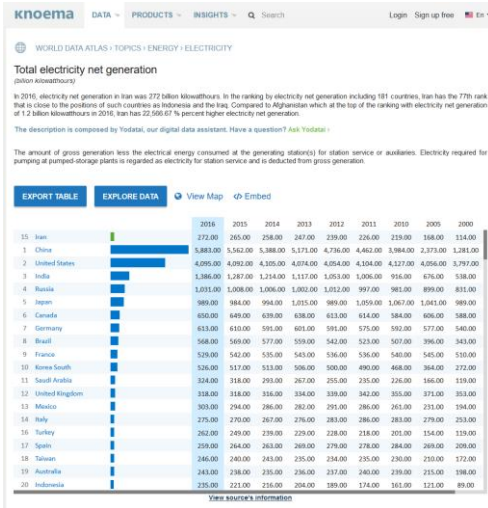 knoema
DATA PRODUCTS INSIGHTS Search Login Sign up free En
WORLD DATA ATLAS › TOPICS › ENERGY › ELECTRICITY
Total electricity net generation
(billion kilowatthours)
In 2016, electricity net generation in Iran was 272 billion kilowatthours. In the ranking by electricity net generation including 181 countries, Iran has the 77th rank
that is close to the positions of such countries as Indonesia and the Iraq. Compared to Afghanistan which at the top of the ranking with electricity net generation
of 1.2 billion kilowatthours in 2016, Iran has 22,566.67 % percent higher electricity net generation.
The description is composed by Yodatai, our digital data assistant. Have a question? Ask Yodatai ›
The amount of gross generation less the electrical energy consumed at the generating station(s) for station service or auxiliaries. Electricity required for
pumping at pumped-storage plants is regarded as electricity for station service and is deducted from gross generation.
EXPORT TABLE EXPLORE DATA View Map </> Embed
2016 2015 2014 2013 2012 2011 2010 2005 2000
15 Iran 272.00 265.00 258.00 247.00 239.00 226.00 219.00 168.00 114.00
1 China 5,883.00 5,562.00 5,388.00 5,171.00 4,736.00 4,462.00 3,984.00 2,373.00 1,281.00
2 United States 4,095.00 4,092.00 4,105.00 4,074.00 4,054.00 4,104.00 4,127.00 4,056.00 3,797.00
3 India 1,386.00 1,287.00 1,214.00 1,117.00 1,053.00 1,006.00 916.00 676.00 538.00
4 Russia 1,031.00 1,008.00 1,006.00 1,002.00 1,012.00 997.00 981.00 899.00 831.00
5 Japan 989.00 984.00 994.00 1,015.00 989.00 1,059.00 1,067.00 1,041.00 989.00
6 Canada 650.00 649.00 639.00 638.00 613.00 614.00 584.00 606.00 588.00
7 Germany 613.00 610.00 591.00 601.00 591.00 575.00 592.00 577.00 540.00
8 Brazil 568.00 569.00 577.00 559.00 542.00 523.00 507.00 396.00 343.00
9 France 529.00 542.00 535.00 543.00 536.00 536.00 540.00 545.00 510.00
10 Korea South 526.00 517.00 513.00 506.00 500.00 490.00 468.00 364.00 272.00
11 Saudi Arabia 324.00 318.00 293.00 267.00 255.00 235.00 226.00 166.00 119.00
12 United Kingdom 318.00 318.00 316.00 334.00 339.00 342.00 355.00 371.00 353.00
13 Mexico 303.00 294.00 286.00 282.00 291.00 286.00 261.00 231.00 194.00
14 Italy 275.00 270.00 267.00 276.00 283.00 286.00 283.00 279.00 253.00
16 Turkey 262.00 249.00 239.00 229.00 228.00 218.00 201.00 154.00 119.00
17 Spain 259.00 264.00 263.00 269.00 279.00 278.00 284.00 269.00 209.00
18 Taiwan 246.00 240.00 243.00 235.00 234.00 235.00 230.00 210.00 172.00
19 Australia 243.00 238.00 235.00 236.00 237.00 240.00 239.00 215.00 198.00
20 Indonesia 235.00 221.00 216.00 204.00 189.00 174.00 161.00 121.00 89.00
View source's information